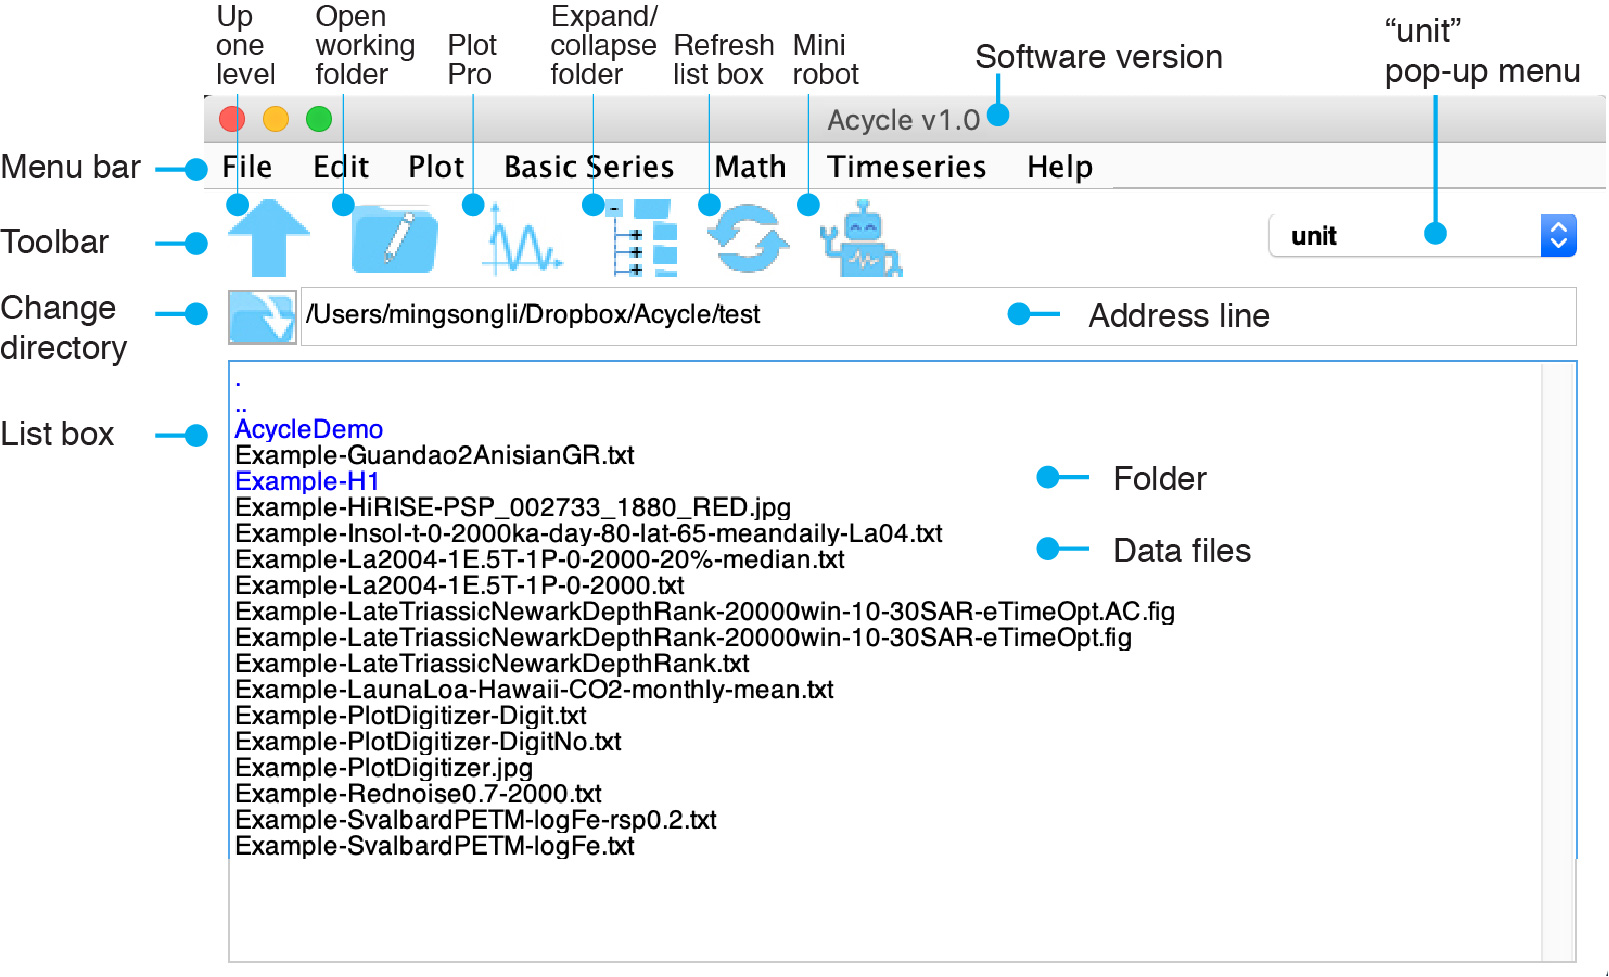 Up
one
level
Open
working
folder
Plot
Pro
Expand/
collapse
folder
Refresh
list box
Mini
robot
Software version
“unit”
pop-up menu
Acycle v1.0
Menu bar
File Edit Plot Basic Series Math Timeseries Help
Toolbar
unit
Change
directory
/Users/mingsongli/Dropbox/Acycle/test
Address line
List box
.
..
AcycleDemo
Example-Guandao2AnisianGR.txt
Example-H1
Example-HiRISE-PSP_002733_1880_RED.jpg
Example-Insol-t-0-2000ka-day-80-lat-65-meandaily-La04.txt
Example-La2004-1E.5T-1P-0-2000-20%-median.txt
Example-La2004-1E.5T-1P-0-2000.txt
Example-LateTriassicNewarkDepthRank-20000win-10-30SAR-eTimeOpt.AC.fig
Example-LateTriassicNewarkDepthRank-20000win-10-30SAR-eTimeOpt.fig
Example-LateTriassicNewarkDepthRank.txt
Example-LaunaLoa-Hawaii-CO2-monthly-mean.txt
Example-PlotDigitizer-Digit.txt
Example-PlotDigitizer-DigitNo.txt
Example-PlotDigitizer.jpg
Example-Rednoise0.7-2000.txt
Example-SvalbardPETM-logFe-rsp0.2.txt
Example-SvalbardPETM-logFe.txt
Folder
Data files